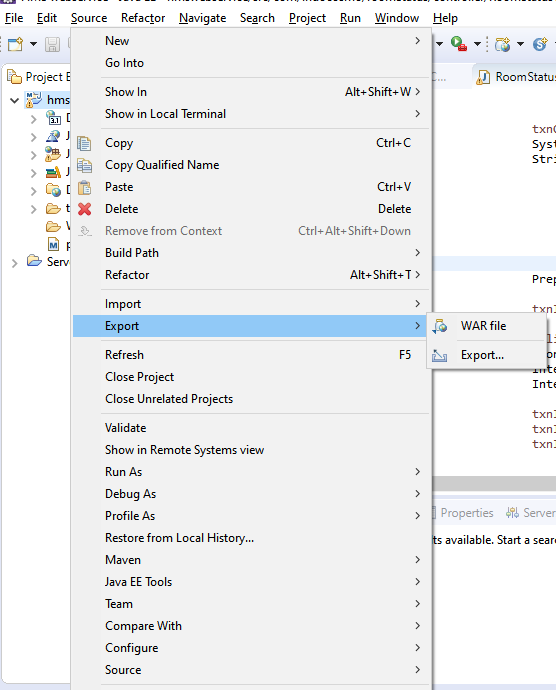 File Edit Source Refactor Navigate Search Project Run Window Help
Project E
RoomStatus
hms
New
Go Into
Show In Alt+Shift+W
Show in Local Terminal
Copy Ctrl+C
Copy Qualified Name
Paste Ctrl+V
Delete Delete
Remove from Context Ctrl+Alt+Shift+Down
Build Path
Refactor Alt+Shift+T
Import
Export
WAR file
Export...
Refresh F5
Close Project
Close Unrelated Projects
Validate
Show in Remote Systems view
Run As
Debug As
Profile As
Restore from Local History...
Maven
Java EE Tools
Team
Compare With
Configure
Source
D
J
J
J
D
t
W
p
Serv
txn
Syst
Stri
Prep
txnI
Inte
Inte
txnI
txnI
txnI
Properties Server
ts available. Start a sear